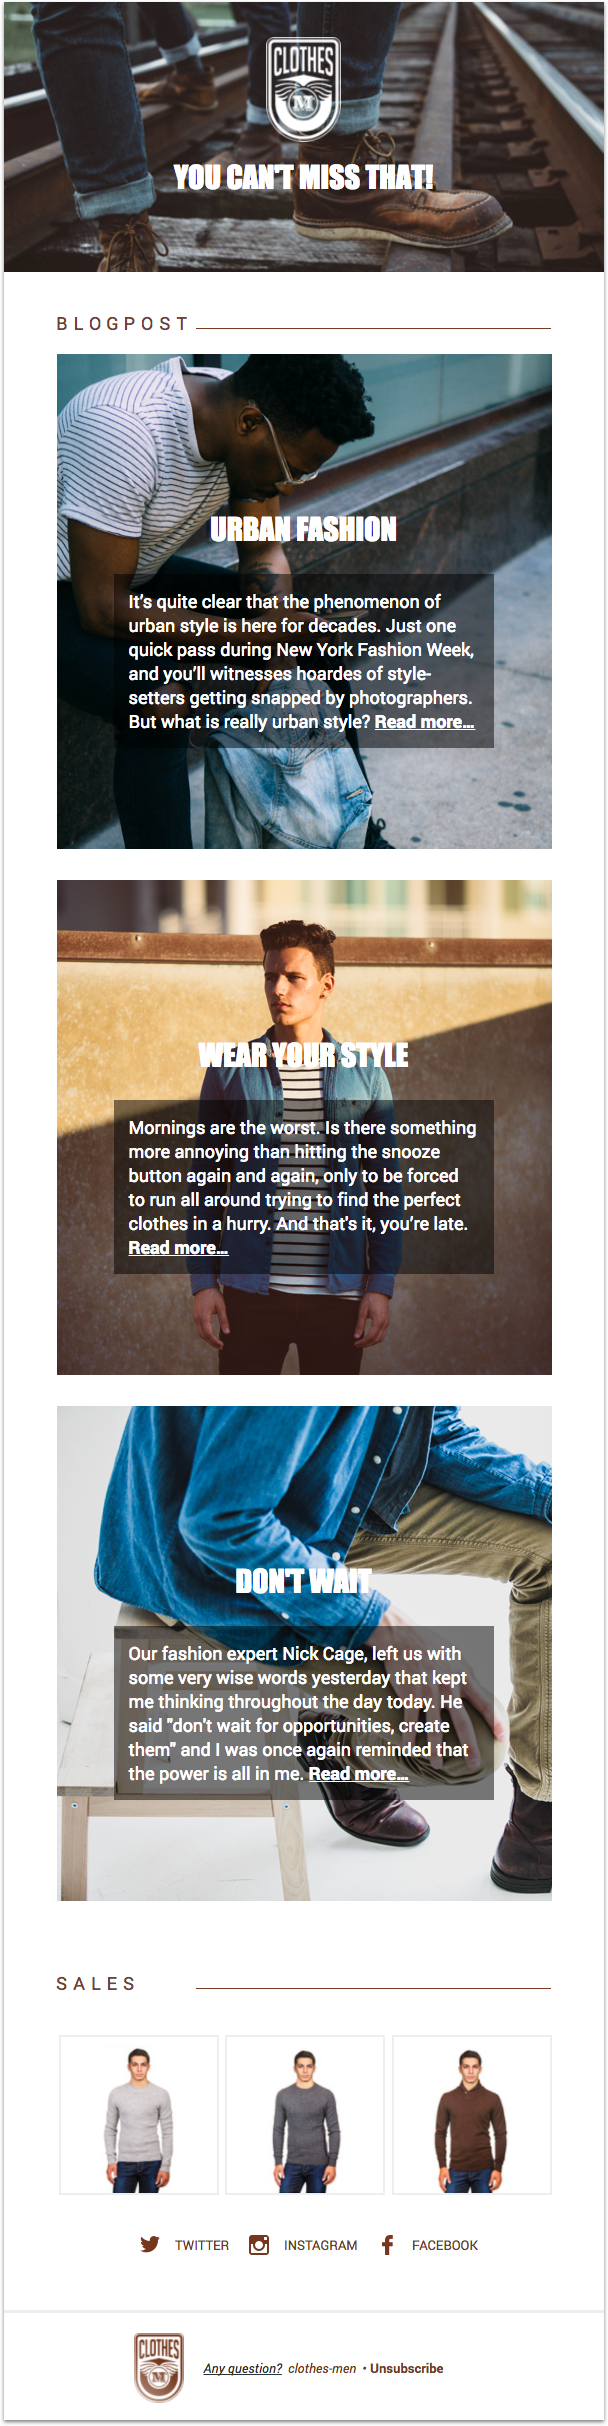 CLOTHES
M
YOU CAN'T MISS THAT!
BLOGPOST
URBAN FASHION
It’s quite clear that the phenomenon of
urban style is here for decades. Just one
quick pass during New York Fashion Week,
and you’ll witnesses hoardes of style-
setters getting snapped by photographers.
But what is really urban style? Read more...
WEAR YOUR STYLE
Mornings are the worst. Is there something
more annoying than hitting the snooze
button again and again, only to be forced
to run all around trying to find the perfect
clothes in a hurry. And that's it, you’re late.
Read more...
DON'T WAIT
Our fashion expert Nick Cage, left us with
some very wise words yesterday that kept
me thinking throughout the day today. He
said "don't wait for opportunities, create
them" and I was once again reminded that
the power is all in me. Read more...
SALES
TWITTER INSTAGRAM FACEBOOK
CLOTHES
M
Any question? clothes-men • Unsubscribe